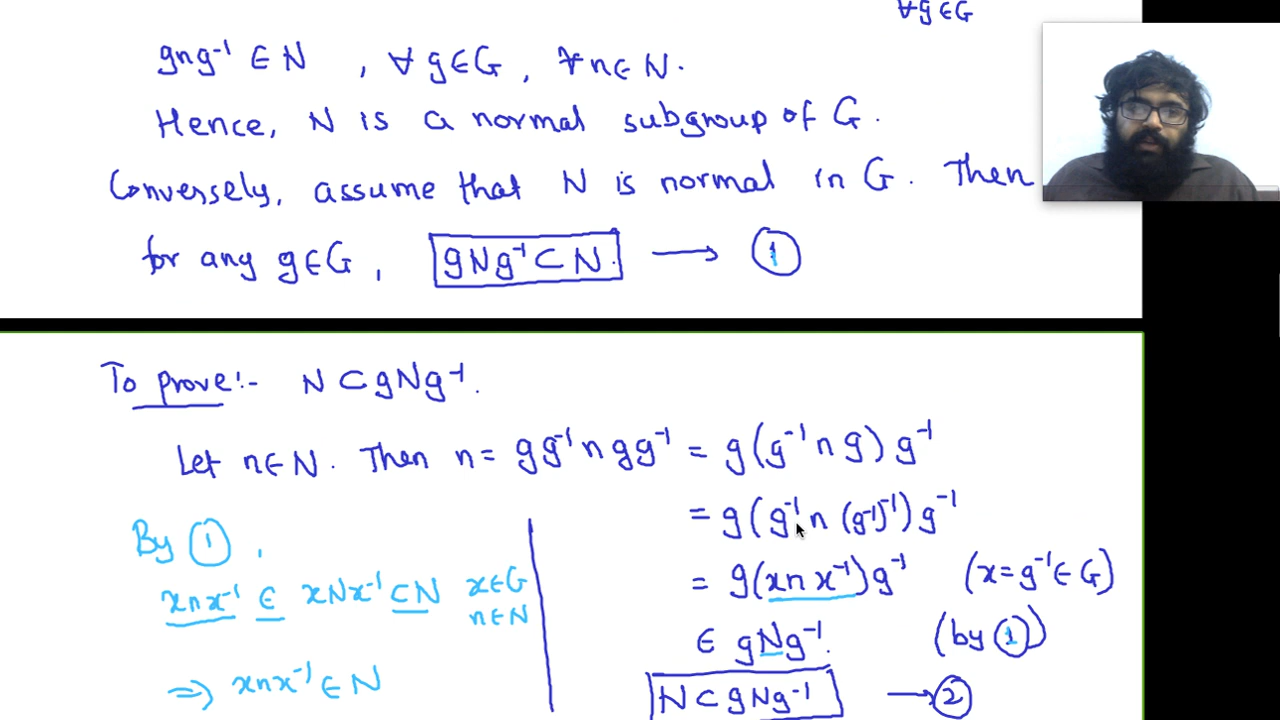 ∀g∈G
gng⁻¹ ∈ N , ∀ g∈G , ∀n∈N.
Hence, N is a normal subgroup of G.
Conversely, assume that N is normal in G. Then
for any g∈G, gNg⁻¹⊂N. → ①
To prove:- N⊂gNg⁻¹.
Let n∈N. Then n = gg⁻¹ngg⁻¹ = g(g⁻¹ng)g⁻¹
= g(g⁻¹n(g⁻¹)⁻¹)g⁻¹
= g(xnx⁻¹)g⁻¹ (x=g⁻¹∈G)
∈ gNg⁻¹. (by ①)
N⊂gNg⁻¹ → ②
By ①,
xnx⁻¹ ∈ xNx⁻¹ ⊂N x∈G
n∈N
⇒ xnx⁻¹∈N